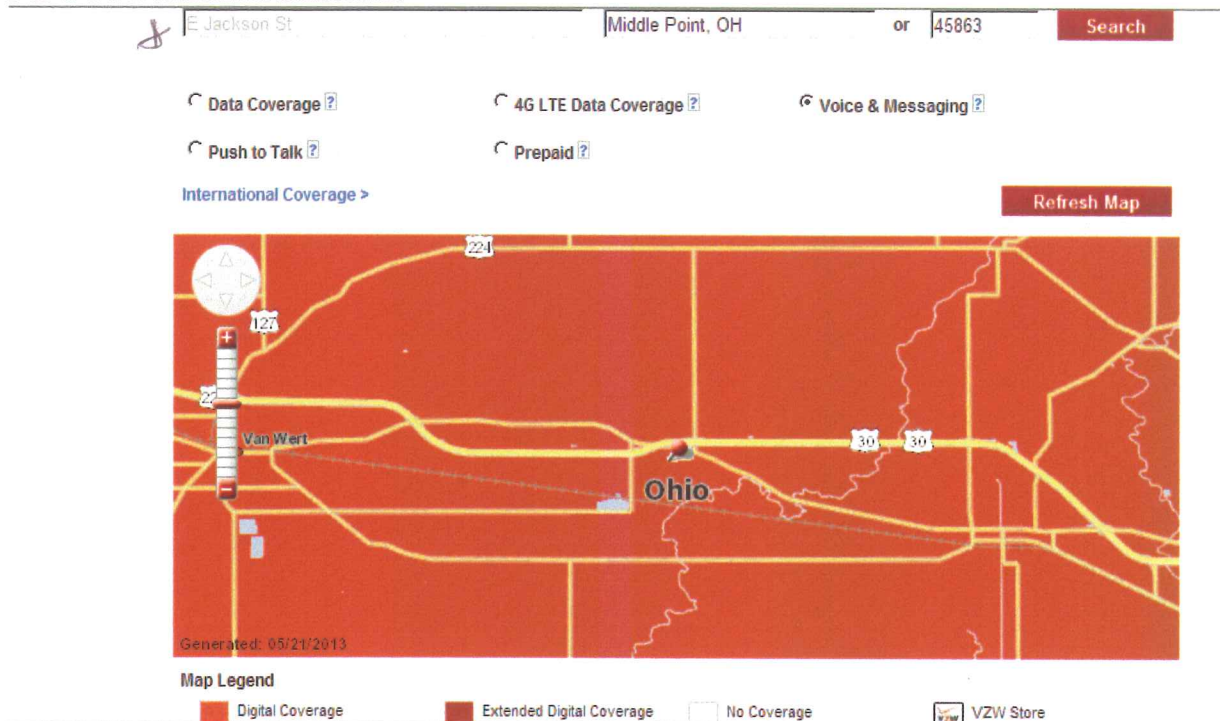 E Jackson St Middle Point, OH or 45863 Search
Data Coverage ? 4G LTE Data Coverage ? Voice & Messaging ?
Push to Talk ? Prepaid ?
International Coverage >
Refresh Map
224
127
+
Van Wert
30 30
Ohio
Generated: 05/21/2013
Map Legend
Digital Coverage Extended Digital Coverage No Coverage VZW VZW Store